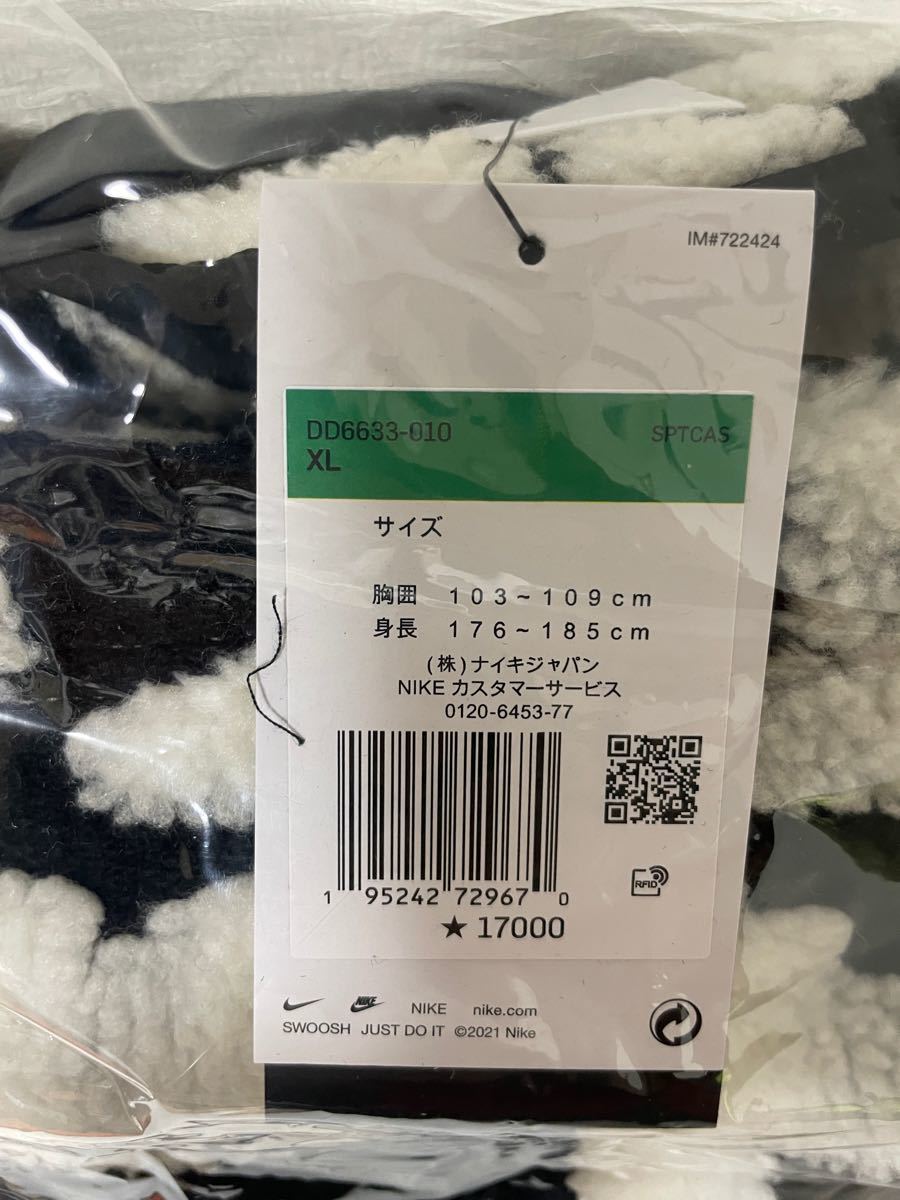 IM#722424
DD6633-010 SPTCAS
XL
サイズ
胸囲 103~109cm
身長 176~185cm
(株)ナイキジャパン
NIKE カスタマーサービス
0120-6453-77
1 95242 72967 0
★ 17000
RFID
NIKE NIKE nike.com
SWOOSH JUST DO IT ©2021 Nike